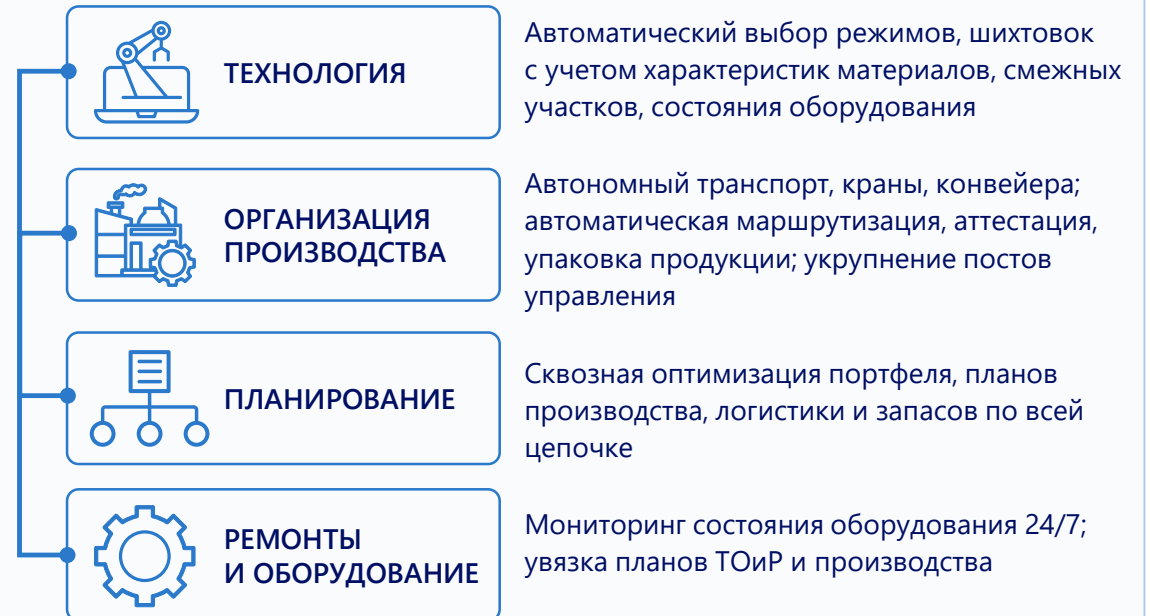 ТЕХНОЛОГИЯ
Автоматический выбор режимов, шихтовок
с учетом характеристик материалов, смежных
участков, состояния оборудования
ОРГАНИЗАЦИЯ
ПРОИЗВОДСТВА
Автономный транспорт, краны, конвейера;
автоматическая маршрутизация, аттестация,
упаковка продукции; укрупнение постов
управления
ПЛАНИРОВАНИЕ
Сквозная оптимизация портфеля, планов
производства, логистики и запасов по всей
цепочке
РЕМОНТЫ
И ОБОРУДОВАНИЕ
Мониторинг состояния оборудования 24/7;
увязка планов ТОиР и производства